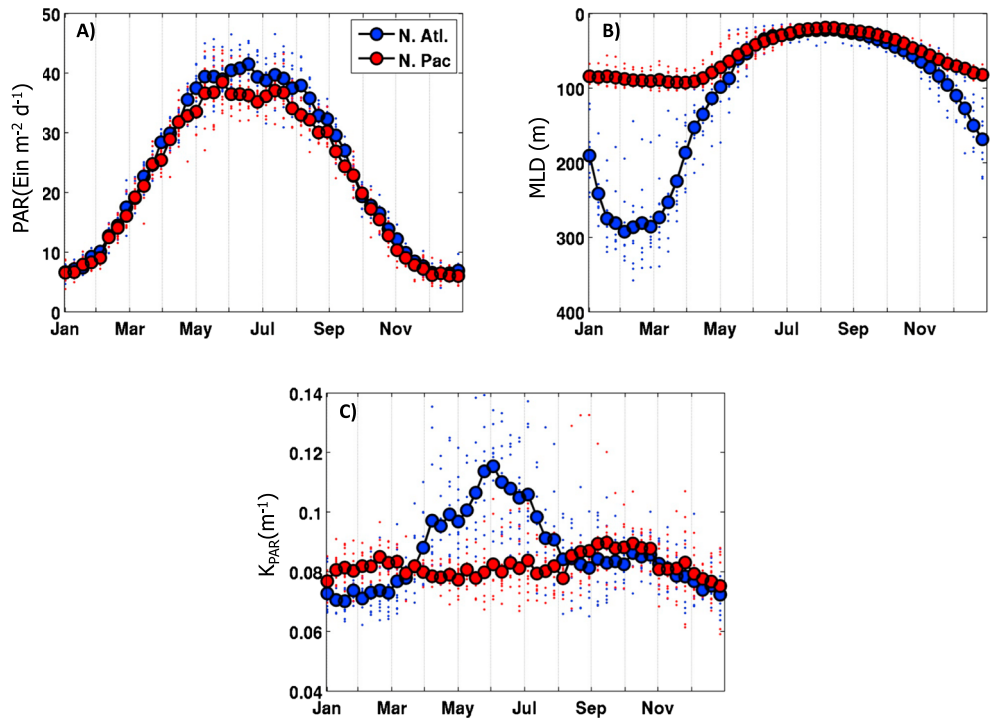 A)
N. Atl.
N. Pac
PAR(Ein m⁻² d⁻¹)
50
40
30
20
10
0
Jan Mar May Jul Sep Nov
B)
MLD (m)
0
100
200
300
400
Jan Mar May Jul Sep Nov
C)
K_PAR(m⁻¹)
0.14
0.12
0.1
0.08
0.06
0.04
Jan Mar May Jul Sep Nov